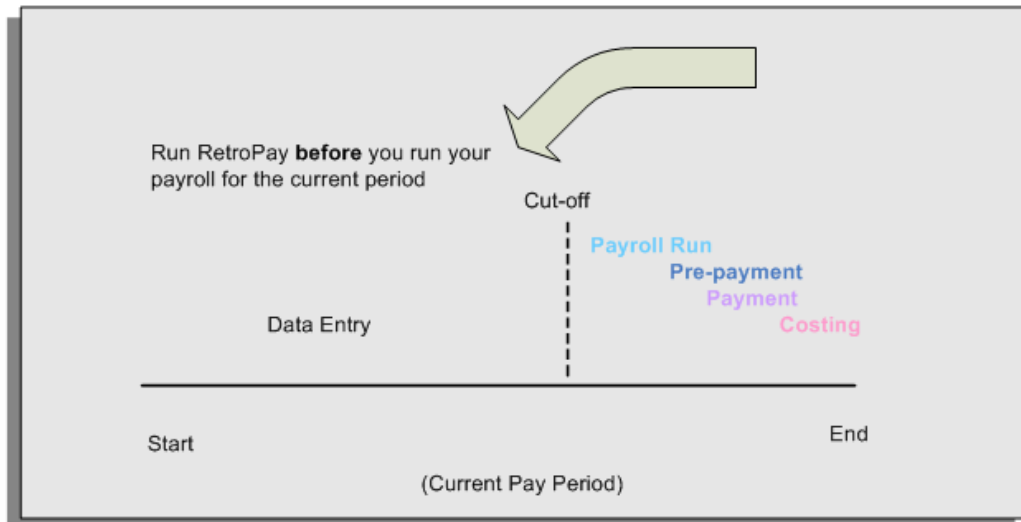 Run RetroPay before you run your
payroll for the current period
Cut-off
Payroll Run
Pre-payment
Payment
Data Entry
Costing
Start
End
(Current Pay Period)